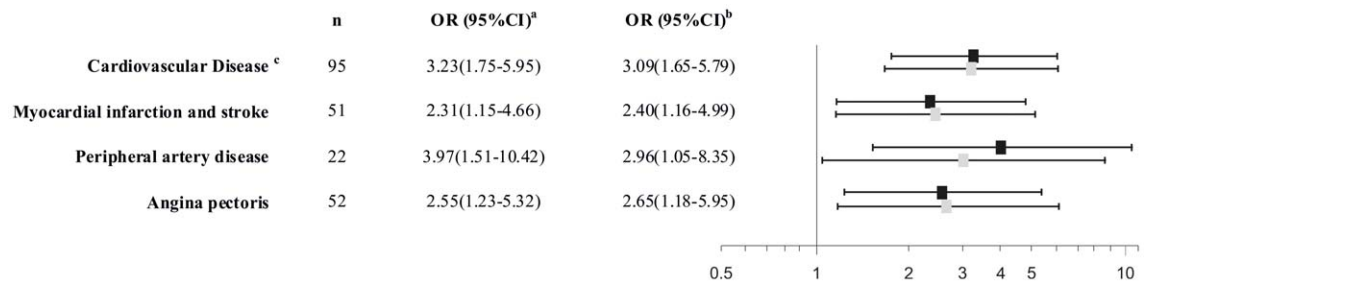 n OR (95%CI)a OR (95%CI)b
Cardiovascular Disease c 95 3.23(1.75-5.95) 3.09(1.65-5.79)
Myocardial infarction and stroke 51 2.31(1.15-4.66) 2.40(1.16-4.99)
Peripheral artery disease 22 3.97(1.51-10.42) 2.96(1.05-8.35)
Angina pectoris 52 2.55(1.23-5.32) 2.65(1.18-5.95)
0.5 1 2 3 4 5 10